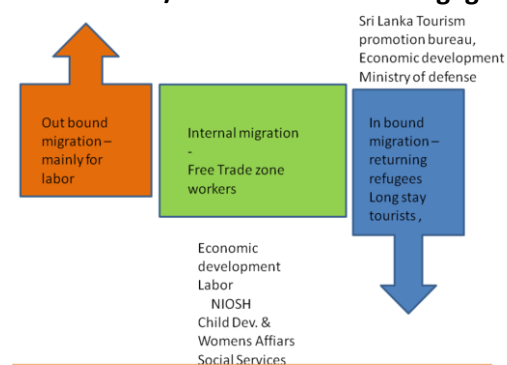 Sri Lanka Tourism
promotion bureau,
Economic development
Ministry of defense
Out bound
migration –
mainly for
labor
Internal migration
-
Free Trade zone
workers
In bound
migration –
returning
refugees
Long stay
tourists ,
Economic
development
Labor
NIOSH
Child Dev. &
Womens Affiars
Social Services